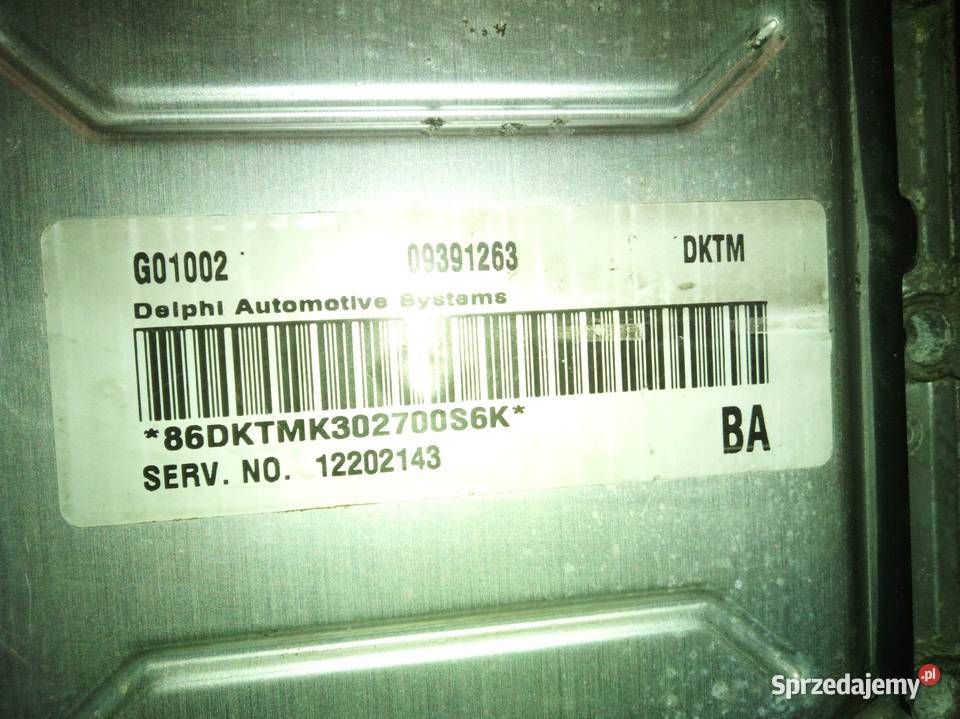 G01002 09391263 DKTM
Delphi Automotive Systems
*86DKTMK302700S6K*
BA
SERV. NO. 12202143
Sprzedajemy.pl